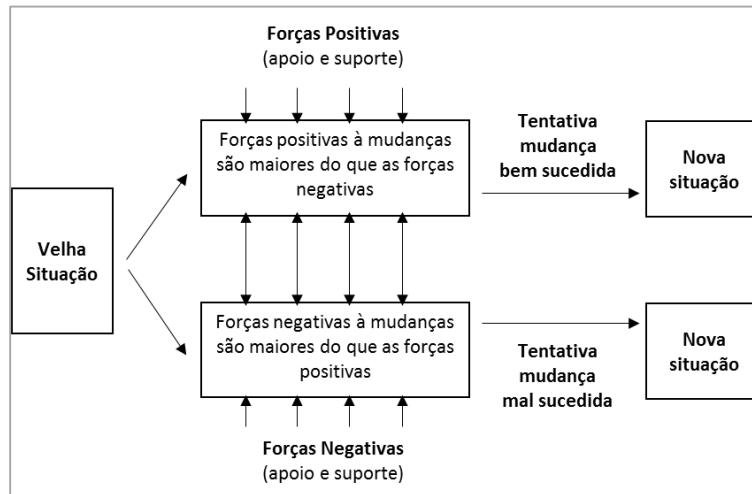 Forças Positivas
(apoio e suporte)
Forças positivas à mudanças
são maiores do que as forças
negativas
Tentativa
mudança
bem sucedida
Nova
situação
Velha
Situação
Forças negativas à mudanças
são maiores do que as forças
positivas
Tentativa
mudança
mal sucedida
Nova
situação
Forças Negativas
(apoio e suporte)